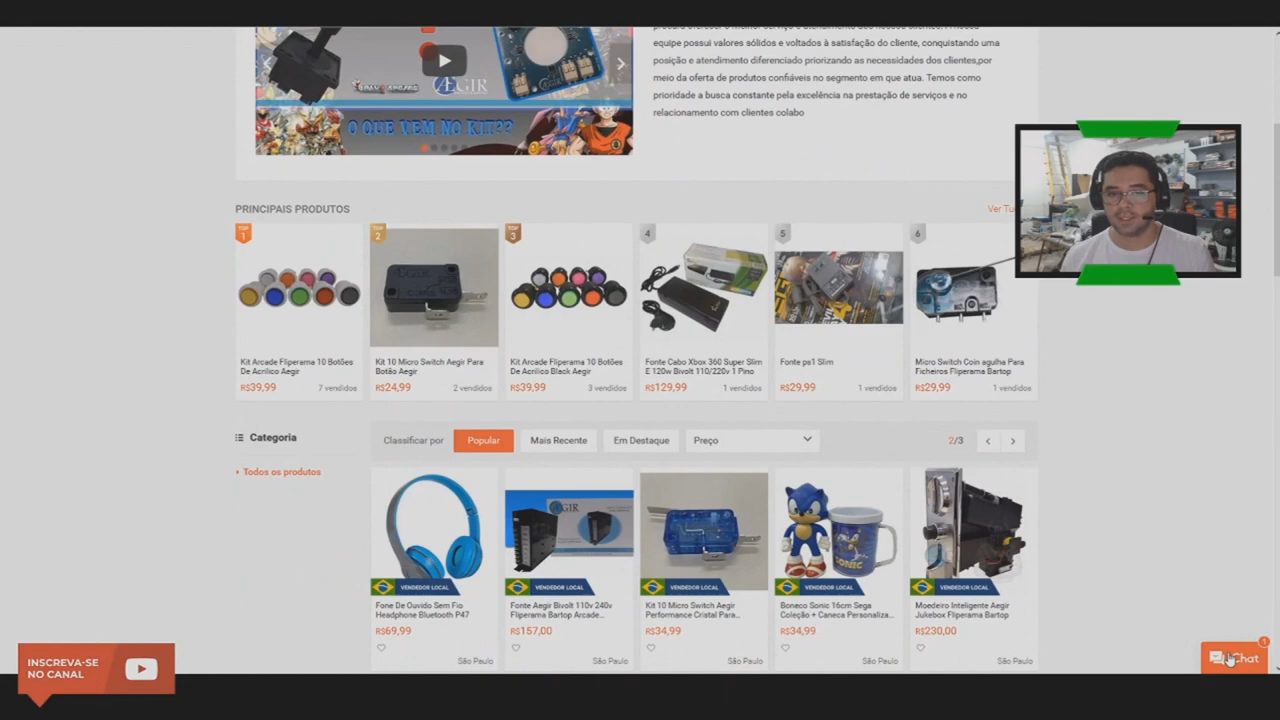 equipe possui valores sólidos e voltados à satisfação do cliente, conquistando uma
posição e atendimento diferenciado priorizando as necessidades dos clientes,por
meio da oferta de produtos confiáveis no segmento em que atua. Temos como
prioridade a busca constante pela excelência na prestação de serviços e no
relacionamento com clientes colabo
ÆGIR
O QUE VEM NO KIT??
PRINCIPAIS PRODUTOS
Ver
TOP 1
TOP 2
TOP 3
4
5
6
Kit Arcade Fliperama 10 Botões
De Acrilico Aegir
R$39,99
7 vendidos
Kit 10 Micro Switch Aegir Para
Botão Aegir
R$24,99
2 vendidos
Kit Arcade Fliperama 10 Botões
De Acrilico Black Aegir
R$39,99
3 vendidos
Fonte Cabo Xbox 360 Super Slim
E 120w Bivolt 110/220v 1 Pino
R$129,99
1 vendidos
Fonte ps1 Slim
R$29,99
1 vendidos
Micro Switch Coin agulha Para
Ficheiros Fliperama Bartop
R$29,99
1 vendidos
Categoria
Todos os produtos
Classificar por
Popular
Mais Recente
Em Destaque
Preço
2/3
VENDEDOR LOCAL
Fone De Ouvido Sem Fio
Headphone Bluetooth P47
R$69,99
São Paulo
ÆGIR
VENDEDOR LOCAL
Fonte Aegir Bivolt 110v 240v
Fliperama Bartop Arcade...
R$157,00
São Paulo
VENDEDOR LOCAL
Kit 10 Micro Switch Aegir
Performance Cristal Para...
R$34,99
São Paulo
SONIC
VENDEDOR LOCAL
Boneco Sonic 16cm Sega
Coleção + Caneca Personaliza...
R$34,99
São Paulo
VENDEDOR LOCAL
Moedeiro Inteligente Aegir
Jukebox Fliperama Bartop
R$230,00
São Paulo
INSCREVA-SE
NO CANAL
Chat
1